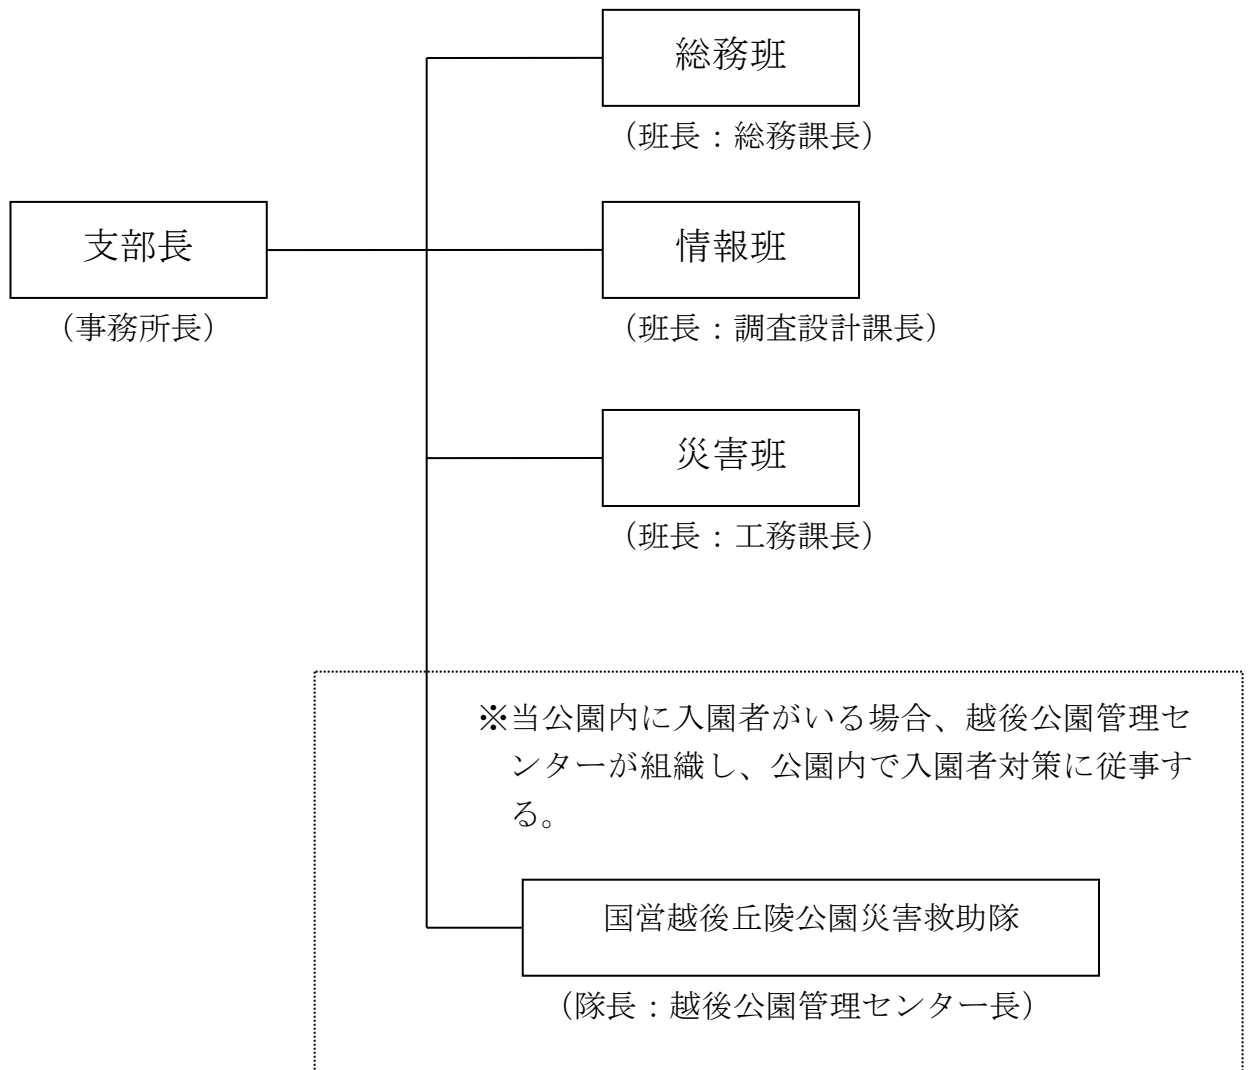 総務班
(班長：総務課長)
支部長
(事務所長)
情報班
(班長：調査設計課長)
災害班
(班長：工務課長)
※当公園内に入園者がいる場合、越後公園管理セ
ンターが組織し、公園内で入園者対策に従事す
る。
国営越後丘陵公園災害救助隊
(隊長：越後公園管理センター長)